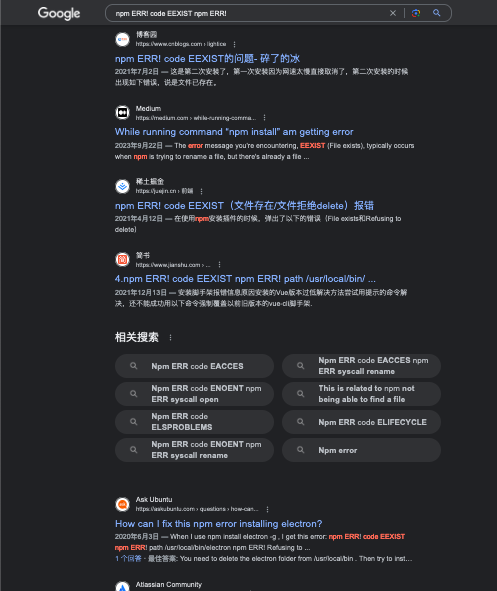 Google
npm ERR! code EEXIST npm ERR!
博客园
https://www.cnblogs.com › lightice
npm ERR! code EEXIST的问题- 碎了的冰
2021年7月2日 — 这是第二次安装了，第一次安装因为网速太慢直接取消了，第二次安装的时候
出现如下错误，说是文件已存在。
Medium
https://medium.com › while-running-comma...
While running command “npm install” am getting error
2023年9月22日 — The error message you're encountering, EEXIST (File exists), typically occurs
when npm is trying to rename a file, but there's already a file ...
稀土掘金
https://juejin.cn › 前端
npm ERR! code EEXIST（文件存在/文件拒绝delete）报错
2021年4月12日 — 在使用npm安装插件的时候，弹出了以下的错误（File exists和Refusing to
delete）
简书
https://www.jianshu.com › ...
4.npm ERR! code EEXIST npm ERR! path /usr/local/bin/ ...
2021年12月13日 — 安装脚手架报错信息原因安装的Vue版本过低解决方法尝试用提示的命令解
决，还不能成功用以下命令强制覆盖以前旧版本的vue-cli脚手架.
相关搜索
Npm ERR code EACCES
Npm ERR code EACCES npm
ERR syscall rename
Npm ERR code ENOENT npm
ERR syscall open
This is related to npm not
being able to find a file
Npm ERR code
ELSPROBLEMS
Npm ERR code ELIFECYCLE
Npm ERR code ENOENT npm
ERR syscall rename
Npm error
Ask Ubuntu
https://askubuntu.com › questions › how-can...
How can I fix this npm error installing electron?
2020年6月3日 — When I use npm install electron -g , I get this error: npm ERR! code EEXIST
npm ERR! path /usr/local/bin/electron npm ERR! Refusing to ...
1 个回答 · 最佳答案: You need to delete the electron folder from /usr/local/bin . Then try to inst...
Atlassian Community